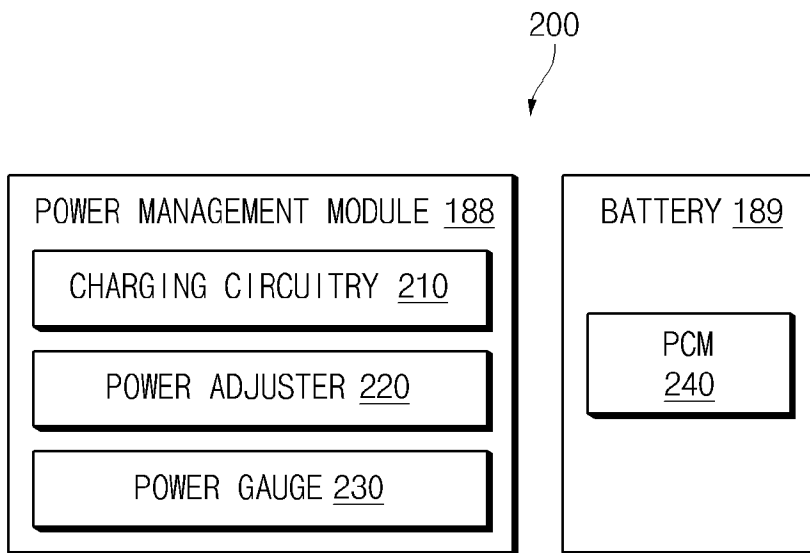 200
POWER MANAGEMENT MODULE 188
CHARGING CIRCUITRY 210
POWER ADJUSTER 220
POWER GAUGE 230
BATTERY 189
PCM
240